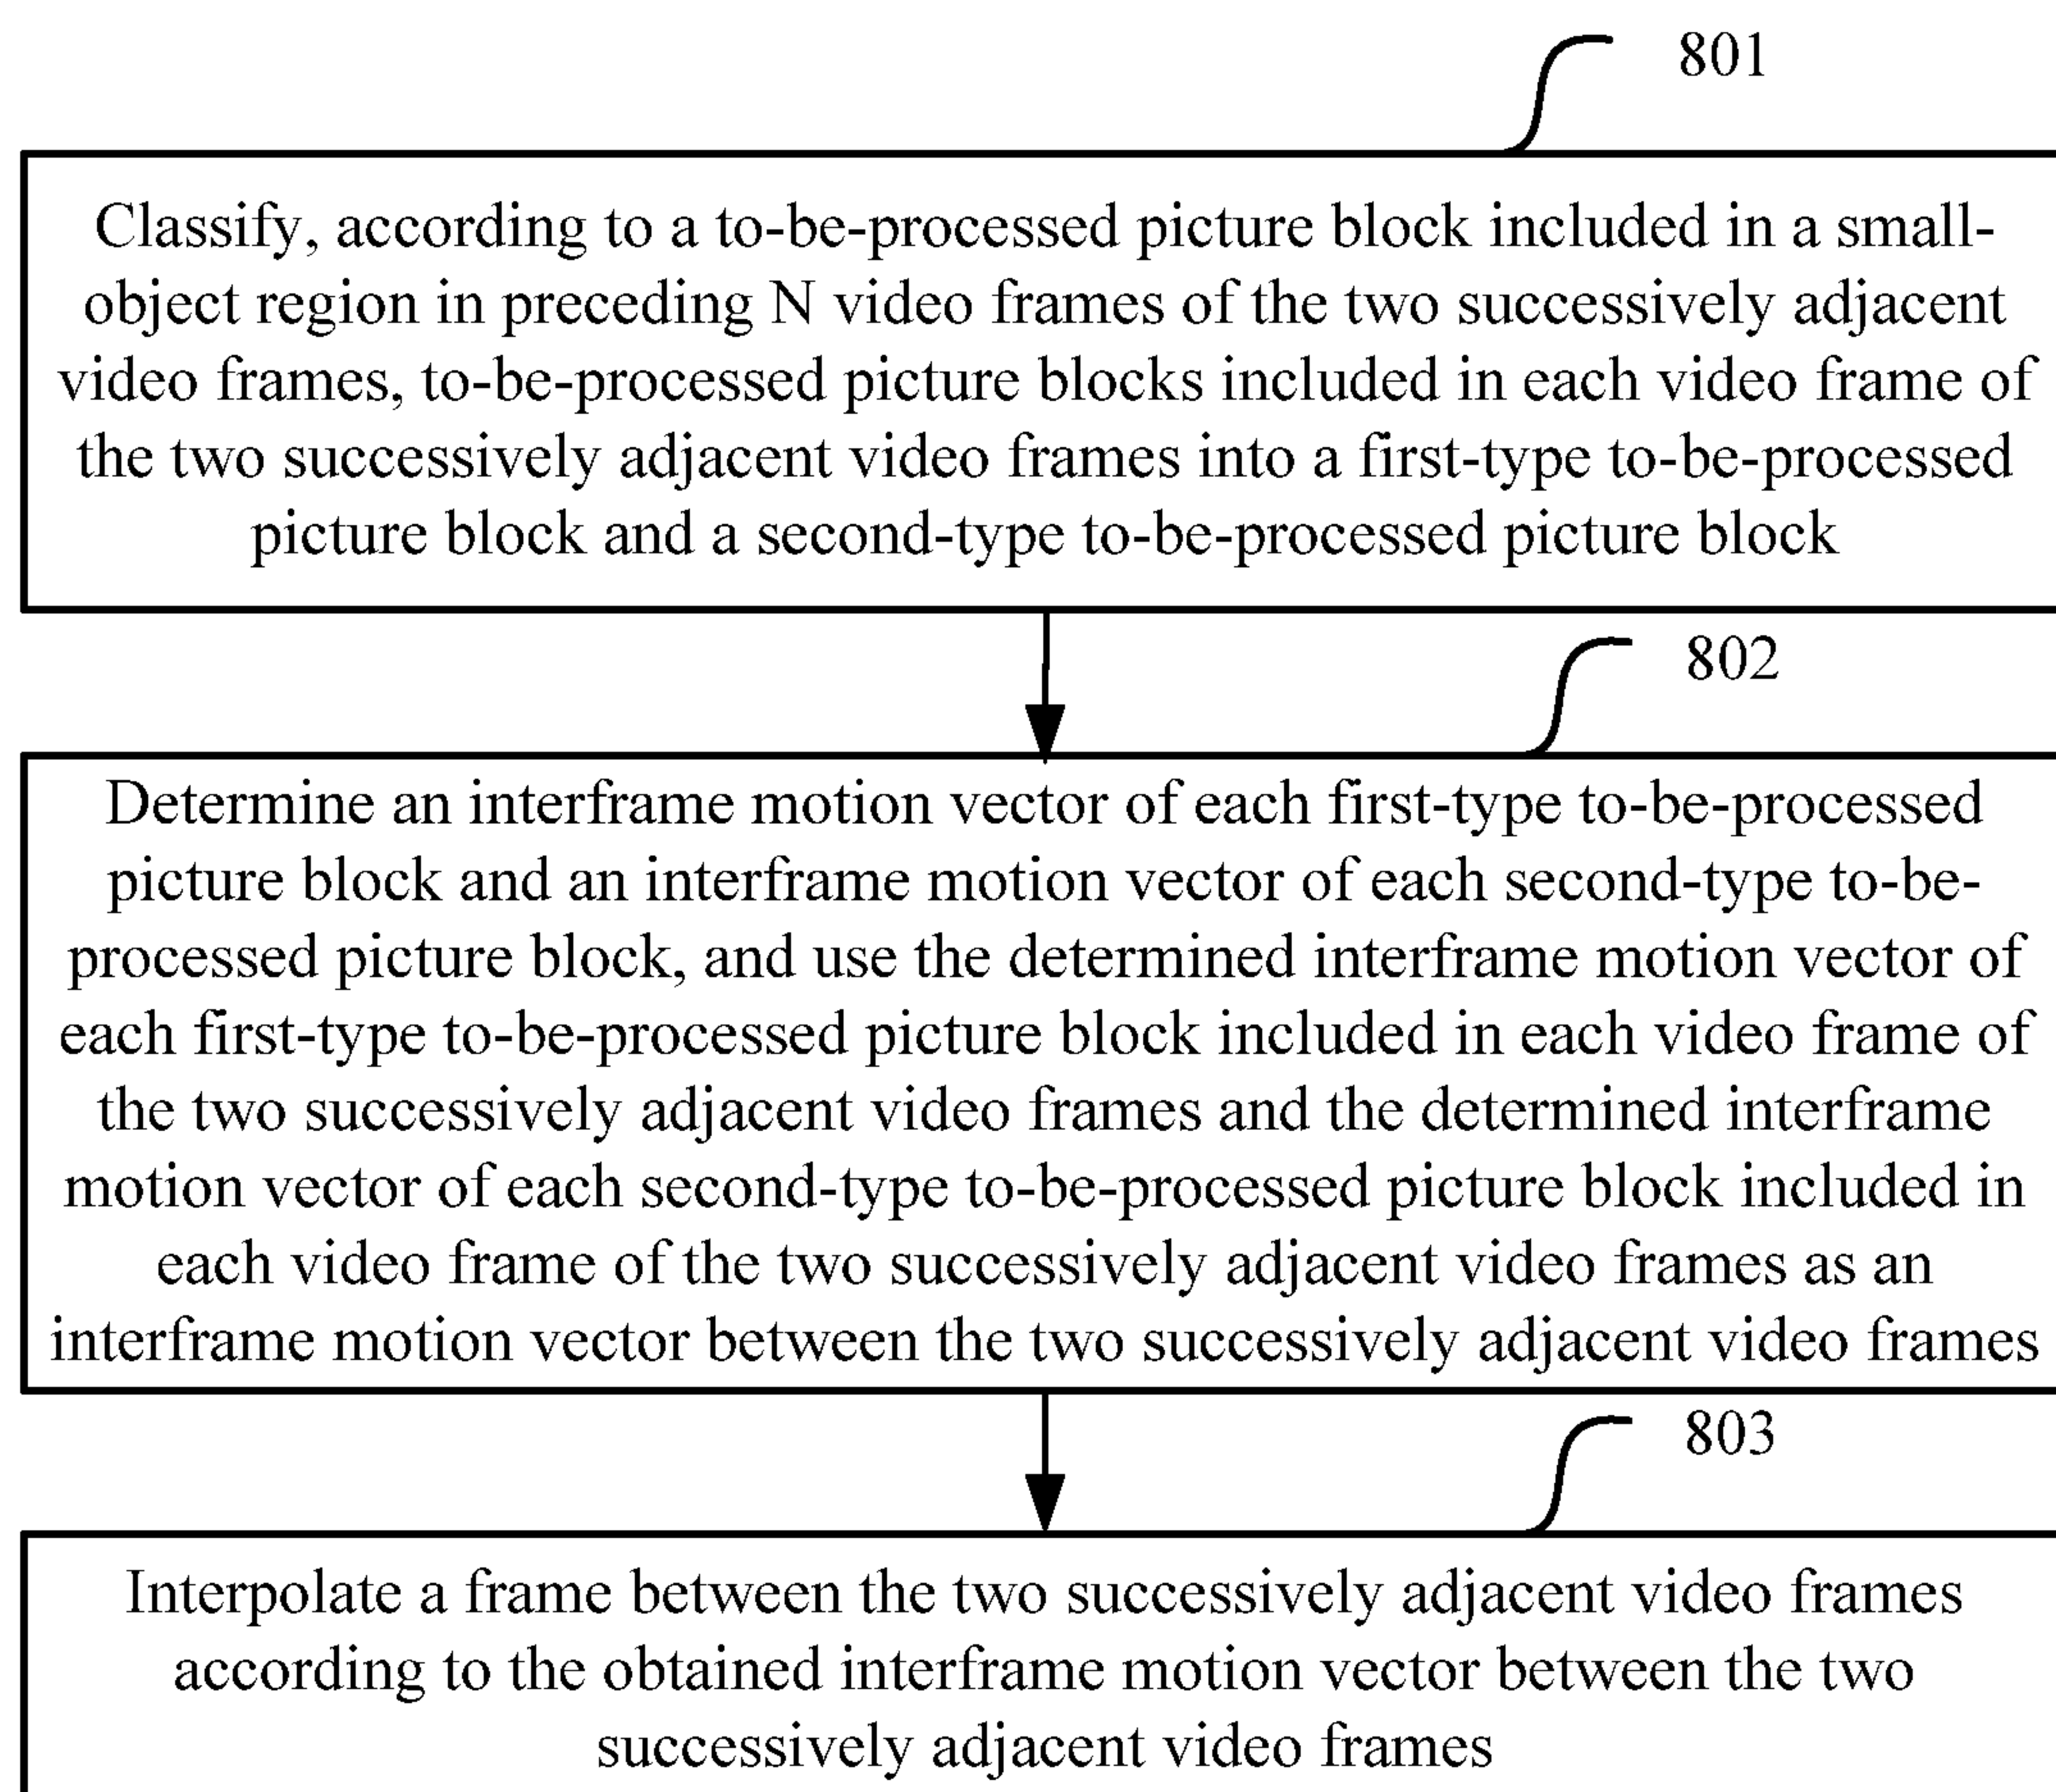 801
Classify, according to a to-be-processed picture block included in a small-
object region in preceding N video frames of the two successively adjacent
video frames, to-be-processed picture blocks included in each video frame of
the two successively adjacent video frames into a first-type to-be-processed
picture block and a second-type to-be-processed picture block
802
Determine an interframe motion vector of each first-type to-be-processed
picture block and an interframe motion vector of each second-type to-be-
processed picture block, and use the determined interframe motion vector of
each first-type to-be-processed picture block included in each video frame of
the two successively adjacent video frames and the determined interframe
motion vector of each second-type to-be-processed picture block included in
each video frame of the two successively adjacent video frames as an
interframe motion vector between the two successively adjacent video frames
803
Interpolate a frame between the two successively adjacent video frames
according to the obtained interframe motion vector between the two
successively adjacent video frames